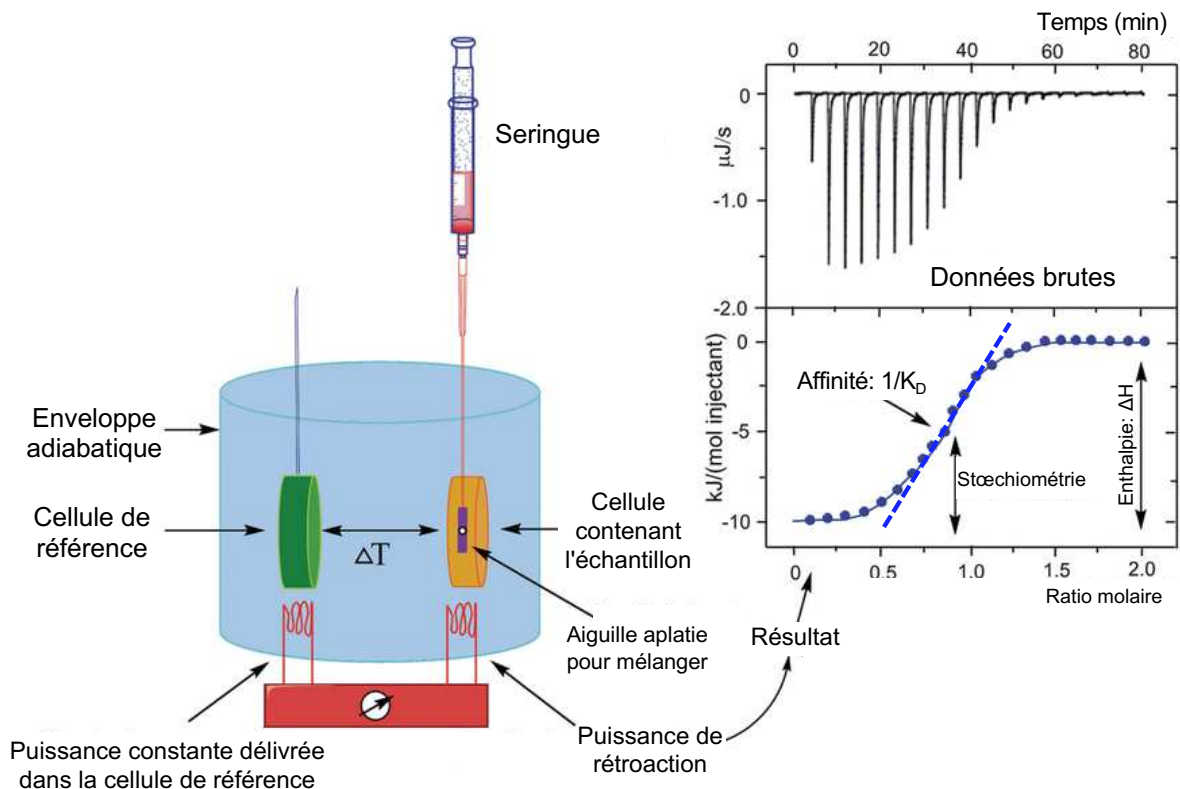 Seringue
Enveloppe
adiabatique
Cellule de
référence
ΔT
Cellule
contenant
l'échantillon
Aiguille aplatie
pour mélanger
Puissance constante délivrée
dans la cellule de référence
Puissance de
rétroaction
Résultat
Temps (min)
0 20 40 60 80
0
-1.0
-2.0
µJ/s
Données brutes
0
-5
-10
kJ/(mol injectant)
Affinité: 1/K_D
Stœchiométrie
Enthalpie: ΔH
0 0.5 1.0 1.5 2.0
Ratio molaire